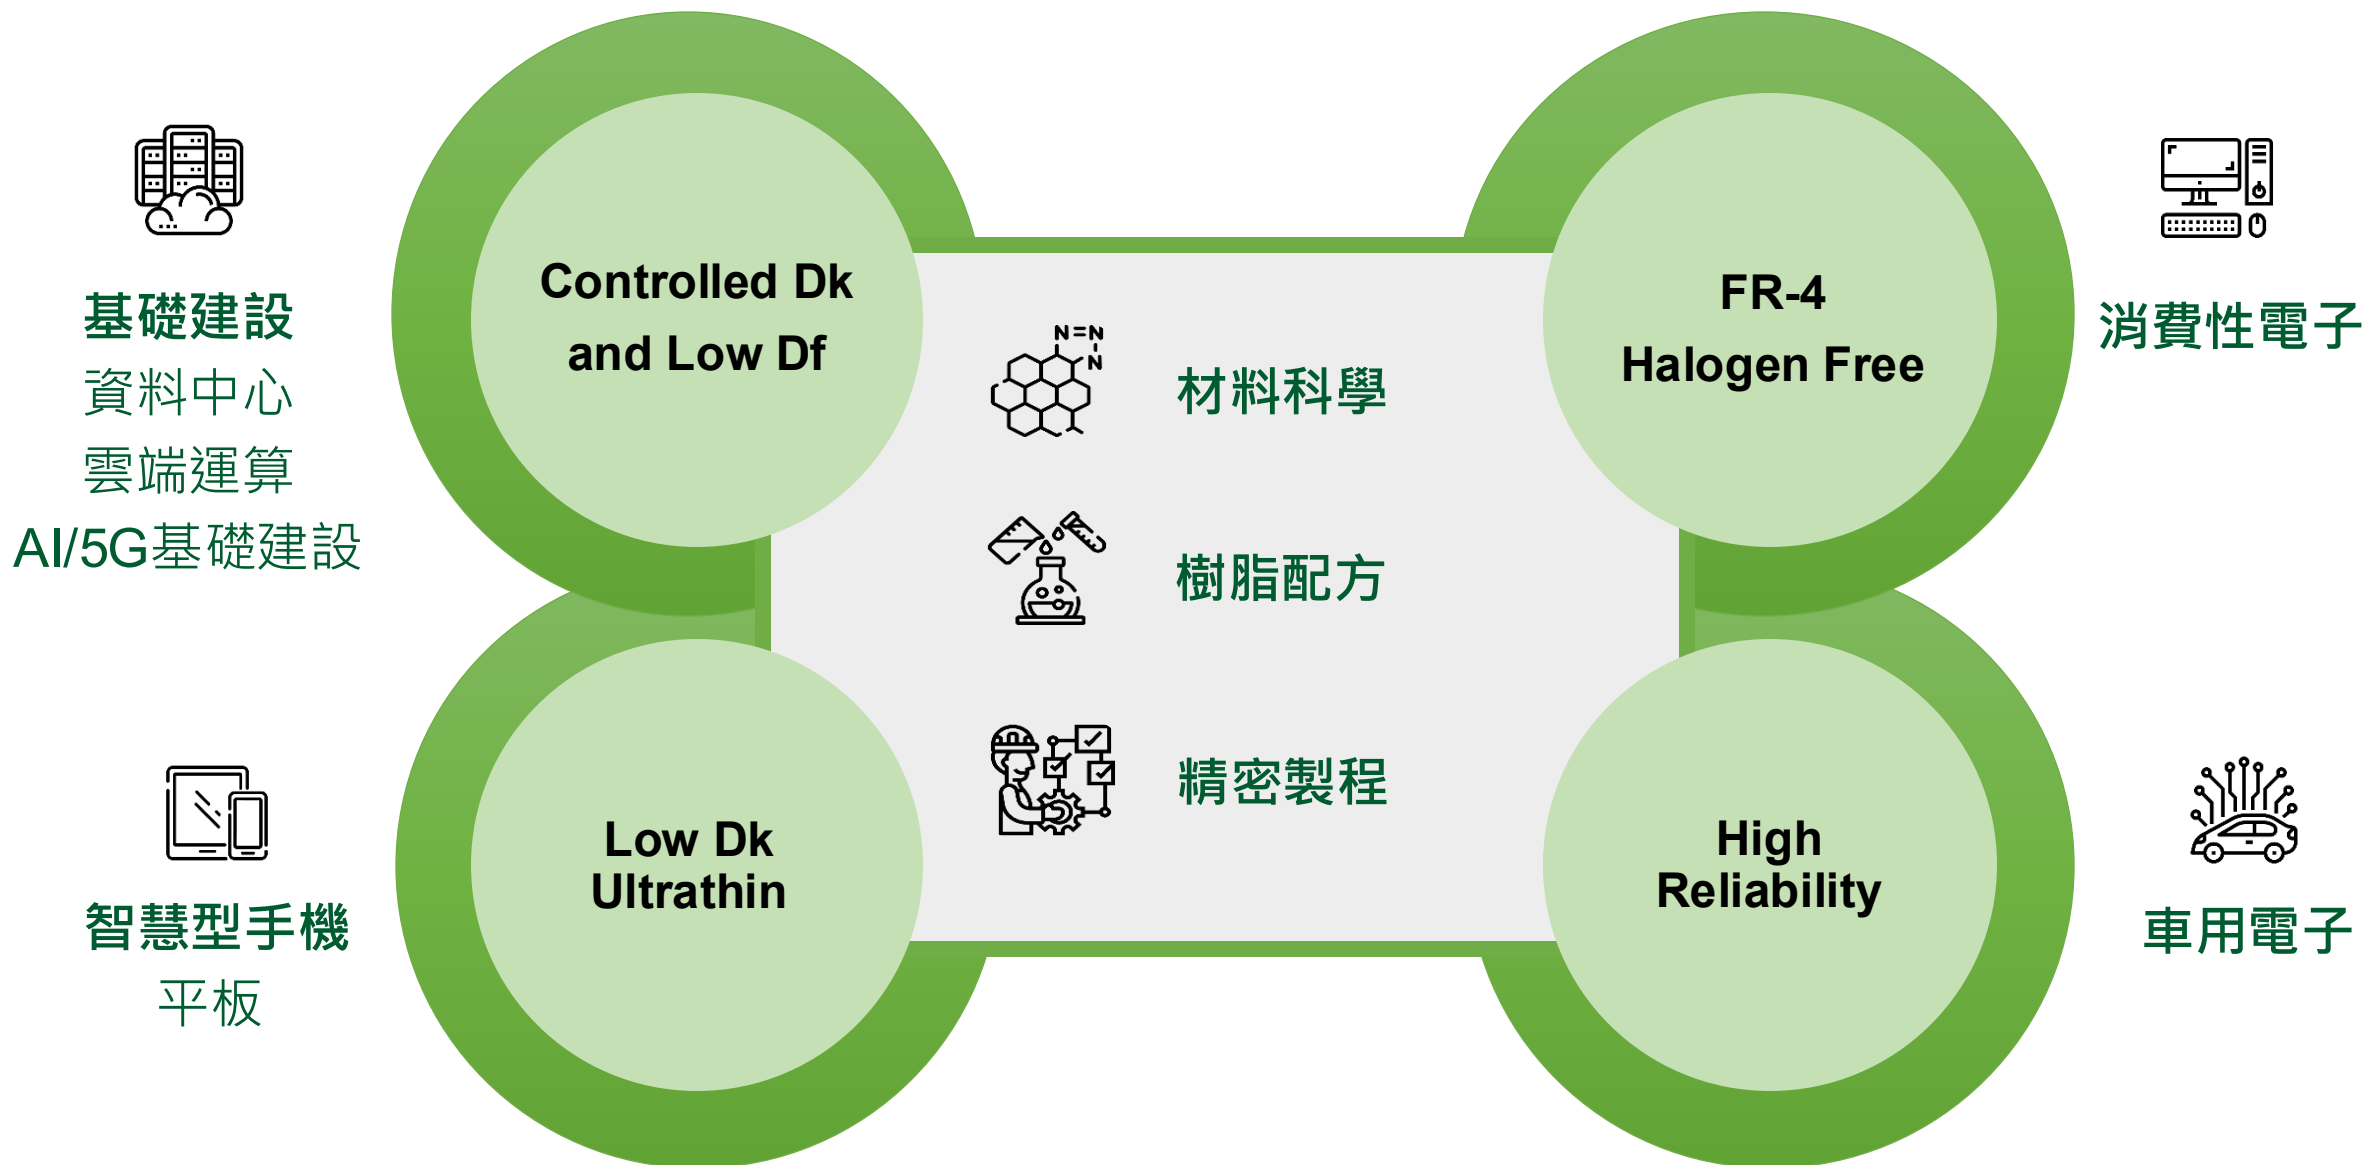 基礎建設
資料中心
雲端運算
AI/5G基礎建設
Controlled Dk
and Low Df
智慧型手機
平板
Low Dk
Ultrathin
N=N
N
材料科學
樹脂配方
精密製程
FR-4
Halogen Free
消費性電子
High
Reliability
車用電子